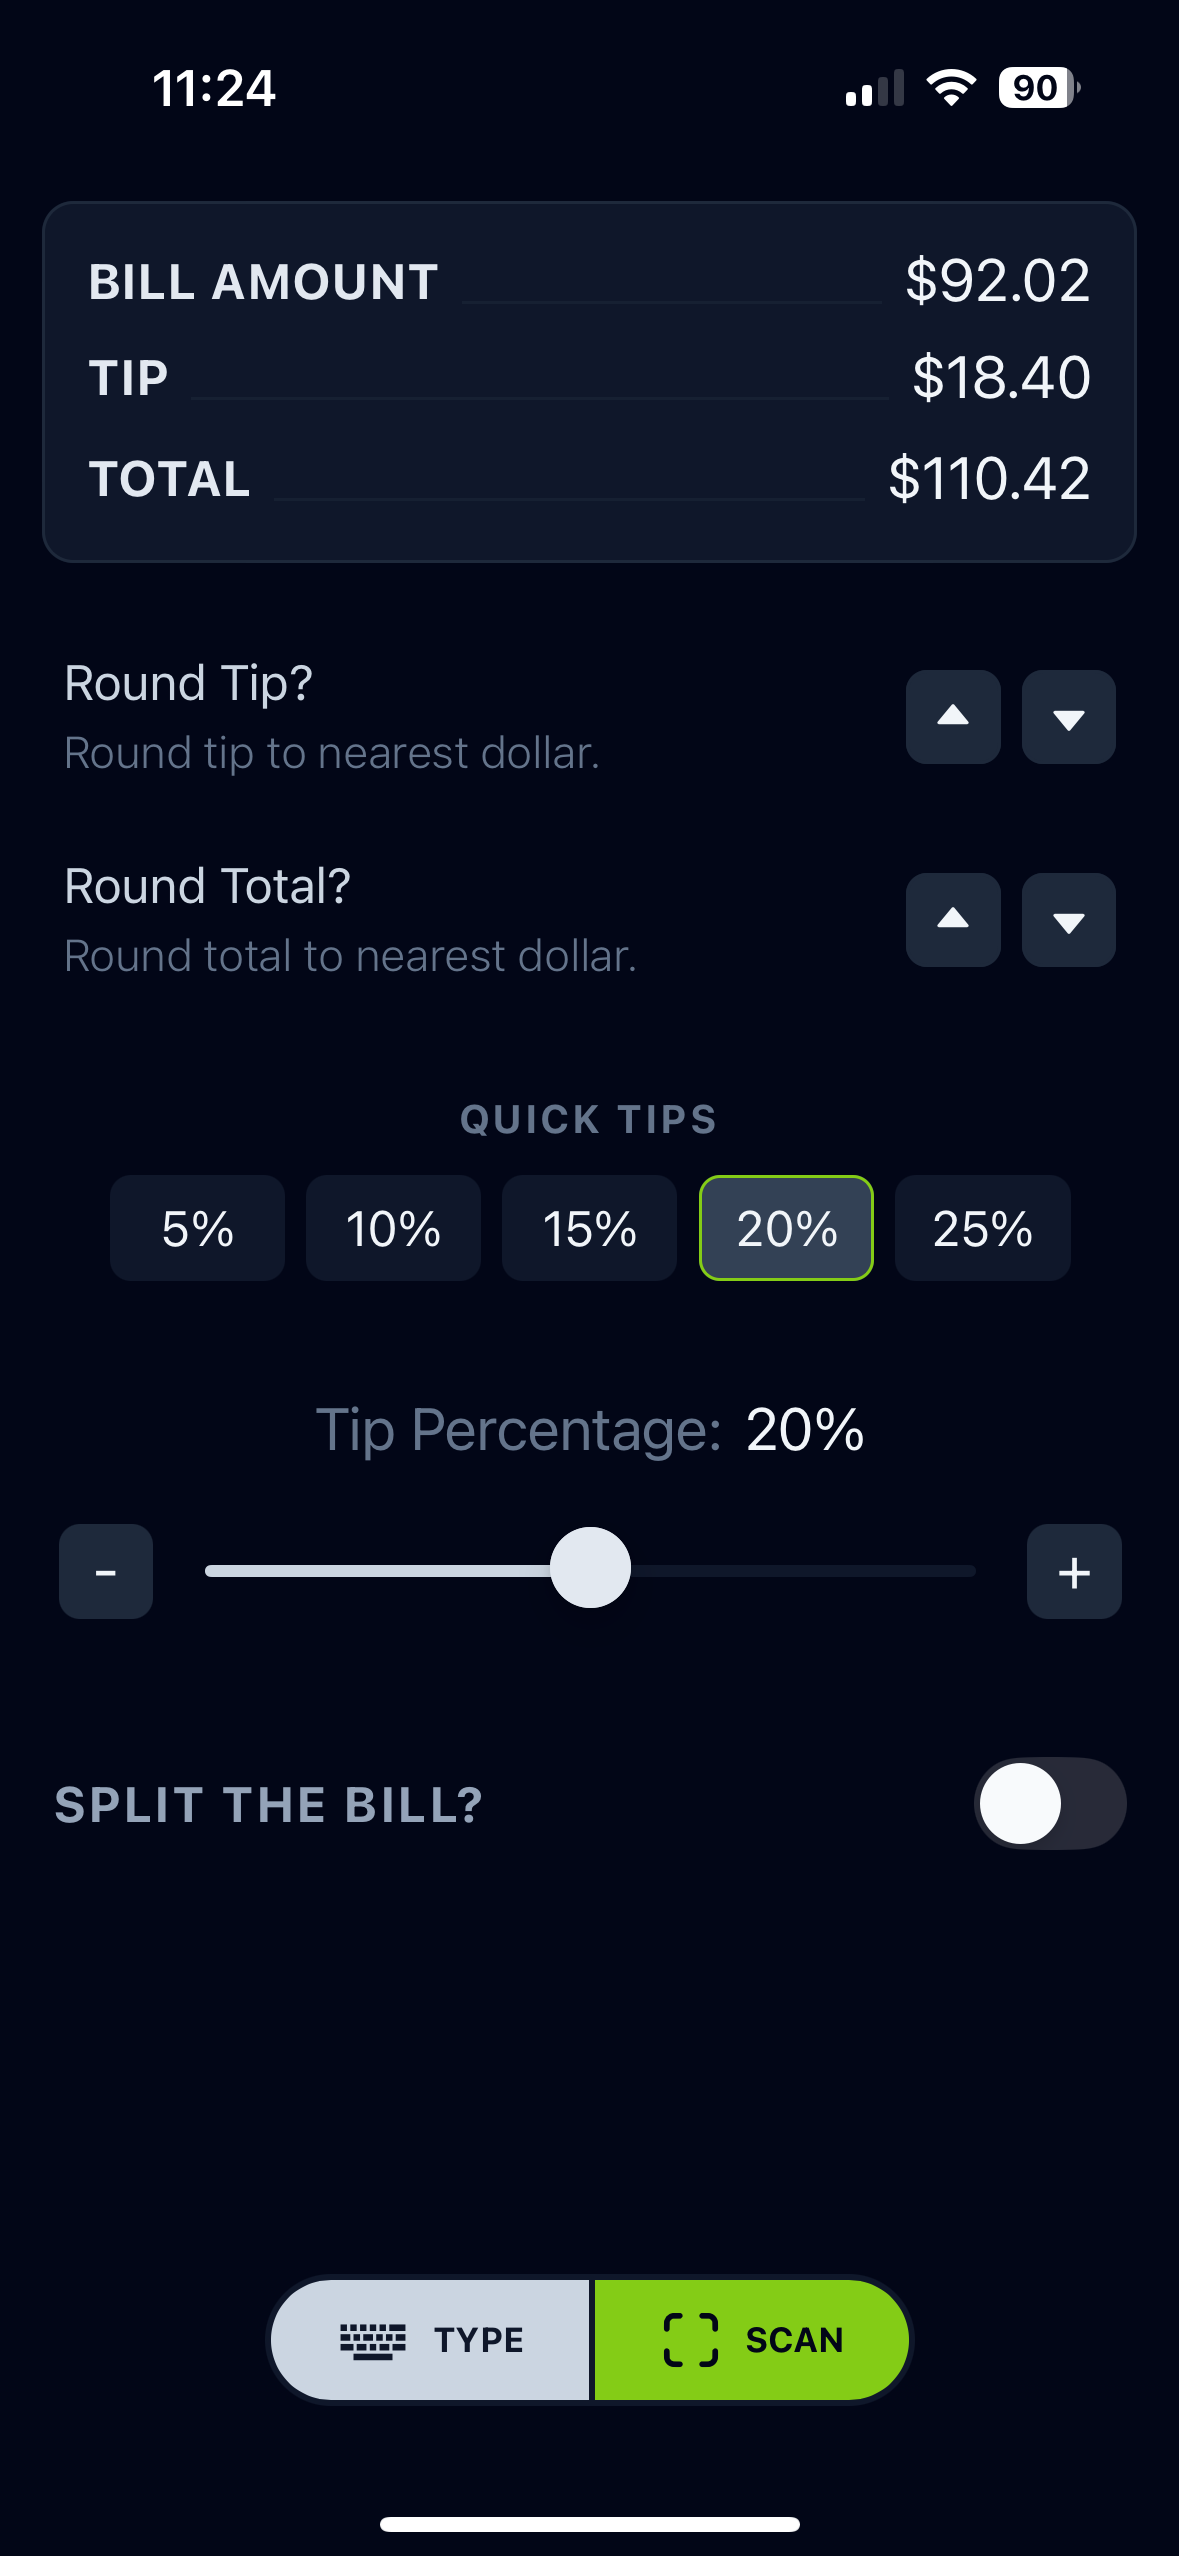 11:24
90
BILL AMOUNT $92.02
TIP $18.40
TOTAL $110.42
Round Tip?
Round tip to nearest dollar.
Round Total?
Round total to nearest dollar.
QUICK TIPS
5% 10% 15% 20% 25%
Tip Percentage: 20%
- +
SPLIT THE BILL?
TYPE SCAN